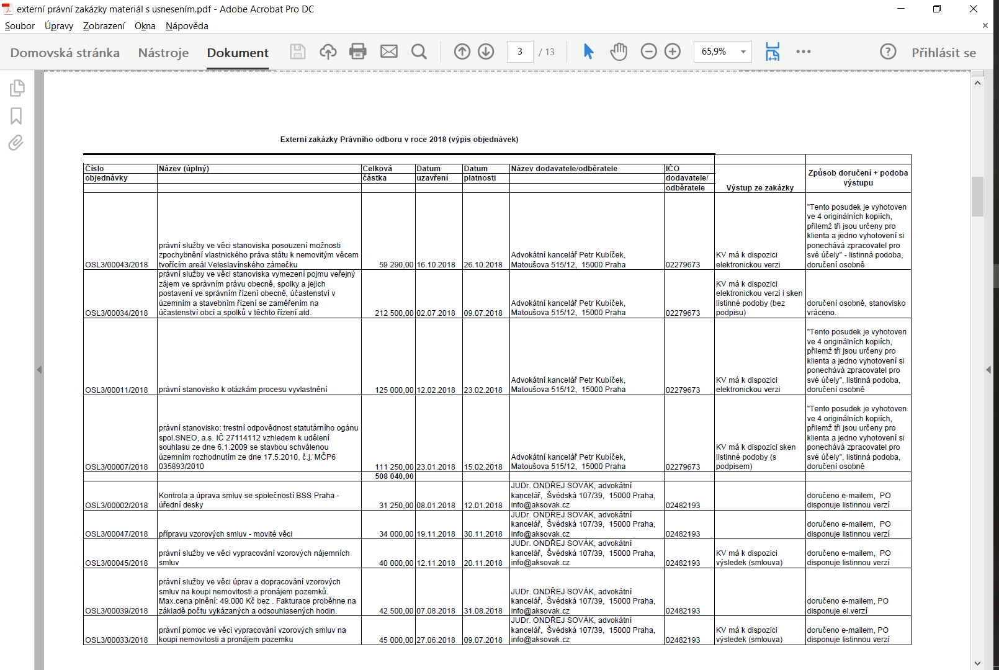 externí právní zakázky materiál s usnesením.pdf - Adobe Acrobat Pro DC
Soubor Úpravy Zobrazení Okna Nápověda
Domovská stránka Nástroje Dokument 3 / 13 65,9% Přihlásit se
Externí zakázky Právního odboru v roce 2018 (výpis objednávek)
Číslo objednávky
Název (úplný)
Celková částka
Datum uzavření
Datum platnosti
Název dodavatele/odběratele
IČO
dodavatele/
odběratele
Výstup ze zakázky
Způsob doručení + podoba
výstupu
OSL3/00043/2018
právní služby ve věci stanoviska posouzení možnosti
zpochybnění vlastnického práva státu k nemovitým věcem
tvořícím areál Veleslavínského zámečku
59 290,00
16.10.2018
26.10.2018
Advokátní kancelář Petr Kubíček,
Matoušova 515/12, 15000 Praha
02279673
KV má k dispozici
elektronickou verzi
"Tento posudek je vyhotoven
ve 4 originálních kopiích,
přilemž tři jsou určeny pro
klienta a jedno vyhotovení si
ponechává zpracovatel pro
své účely" - listinná podoba,
doručení osobně
OSL3/00034/2018
právní služby ve věci stanoviska vymezení pojmu veřejný
zájem ve správním právu obecně, spolky a jejich
postavení ve správním řízení obecně, účastenství v
územním a stavebním řízení se zaměřením na
účastenství obcí a spolků v těchto řízení atd.
212 500,00
02.07.2018
09.07.2018
Advokátní kancelář Petr Kubíček,
Matoušova 515/12, 15000 Praha
02279673
KV má k dispozici
elektronickou verzi i sken
listinné podoby (bez
podpisu)
doručení osobně, stanovisko
vráceno.
OSL3/00011/2018
právní stanovisko k otázkám procesu vyvlastnění
125 000,00
12.02.2018
23.02.2018
Advokátní kancelář Petr Kubíček,
Matoušova 515/12, 15000 Praha
02279673
KV má k dispozici
elektronickou verzi
"Tento posudek je vyhotoven
ve 4 originálních kopiích,
přilemž tři jsou určeny pro
klienta a jedno vyhotovení si
ponechává zpracovatel pro
své účely", listinná podoba,
doručení osobně
OSL3/00007/2018
právní stanovisko: trestní odpovědnost statutárního ogánu
spol.SNEO, a.s. IČ 27114112 vzhledem k udělení
souhlasu ze dne 6.1.2009 se stavbou schválenou
územním rozhodnutím ze dne 17.5.2010, č.j. MČP6
035893/2010
111 250,00
23.01.2018
15.02.2018
Advokátní kancelář Petr Kubíček,
Matoušova 515/12, 15000 Praha
02279673
KV má k dispozici sken
listinné podoby (s
podpisem)
"Tento posudek je vyhotoven
ve 4 originálních kopiích,
přilemž tři jsou určeny pro
klienta a jedno vyhotovení si
ponechává zpracovatel pro
své účely", listinná podoba,
doručení osobně
508 040,00
OSL3/00002/2018
Kontrola a úprava smluv se společností BSS Praha -
úřední desky
31 250,00
08.01.2018
12.01.2018
JUDr. ONDŘEJ SOVÁK, advokátní
kancelář, Švédská 107/39, 15000 Praha,
info@aksovak.cz
02482193
doručeno e-mailem, PO
disponuje listinnou verzí
OSL3/00047/2018
přípravu vzorových smluv - movité věci
34 000,00
19.11.2018
30.11.2018
JUDr. ONDŘEJ SOVÁK, advokátní
kancelář, Švédská 107/39, 15000 Praha,
info@aksovak.cz
02482193
doručeno e-mailem, PO
disponuje listinnou verzí
OSL3/00045/2018
právní služby ve věci vypracování vzorových nájemních
smluv
40 000,00
12.11.2018
20.11.2018
JUDr. ONDŘEJ SOVÁK, advokátní
kancelář, Švédská 107/39, 15000 Praha,
info@aksovak.cz
02482193
KV má k dispozici
výsledek (smlouva)
doručeno e-mailem, PO
disponuje listinnou verzí
OSL3/00039/2018
právní služby ve věci úprav a dopracování vzorových
smluv na koupi nemovitosti a pronájem pozemků.
Max.cena plnění: 49.000 Kč bez . Fakturace proběhne na
základě počtu vykázaných a odsouhlasených hodin.
42 500,00
07.08.2018
31.08.2018
JUDr. ONDŘEJ SOVÁK, advokátní
kancelář, Švédská 107/39, 15000 Praha,
info@aksovak.cz
02482193
doručeno e-mailem, PO
disponuje el.verzí
OSL3/00033/2018
právní pomoc ve věci vypracování vzorových smluv na
koupi nemovitosti a pronájem pozemku
45 000,00
27.06.2018
09.07.2018
JUDr. ONDŘEJ SOVÁK, advokátní
kancelář, Švédská 107/39, 15000 Praha,
info@aksovak.cz
02482193
KV má k dispozici
výsledek (smlouva)
doručeno e-mailem, PO
disponuje listinnou verzí